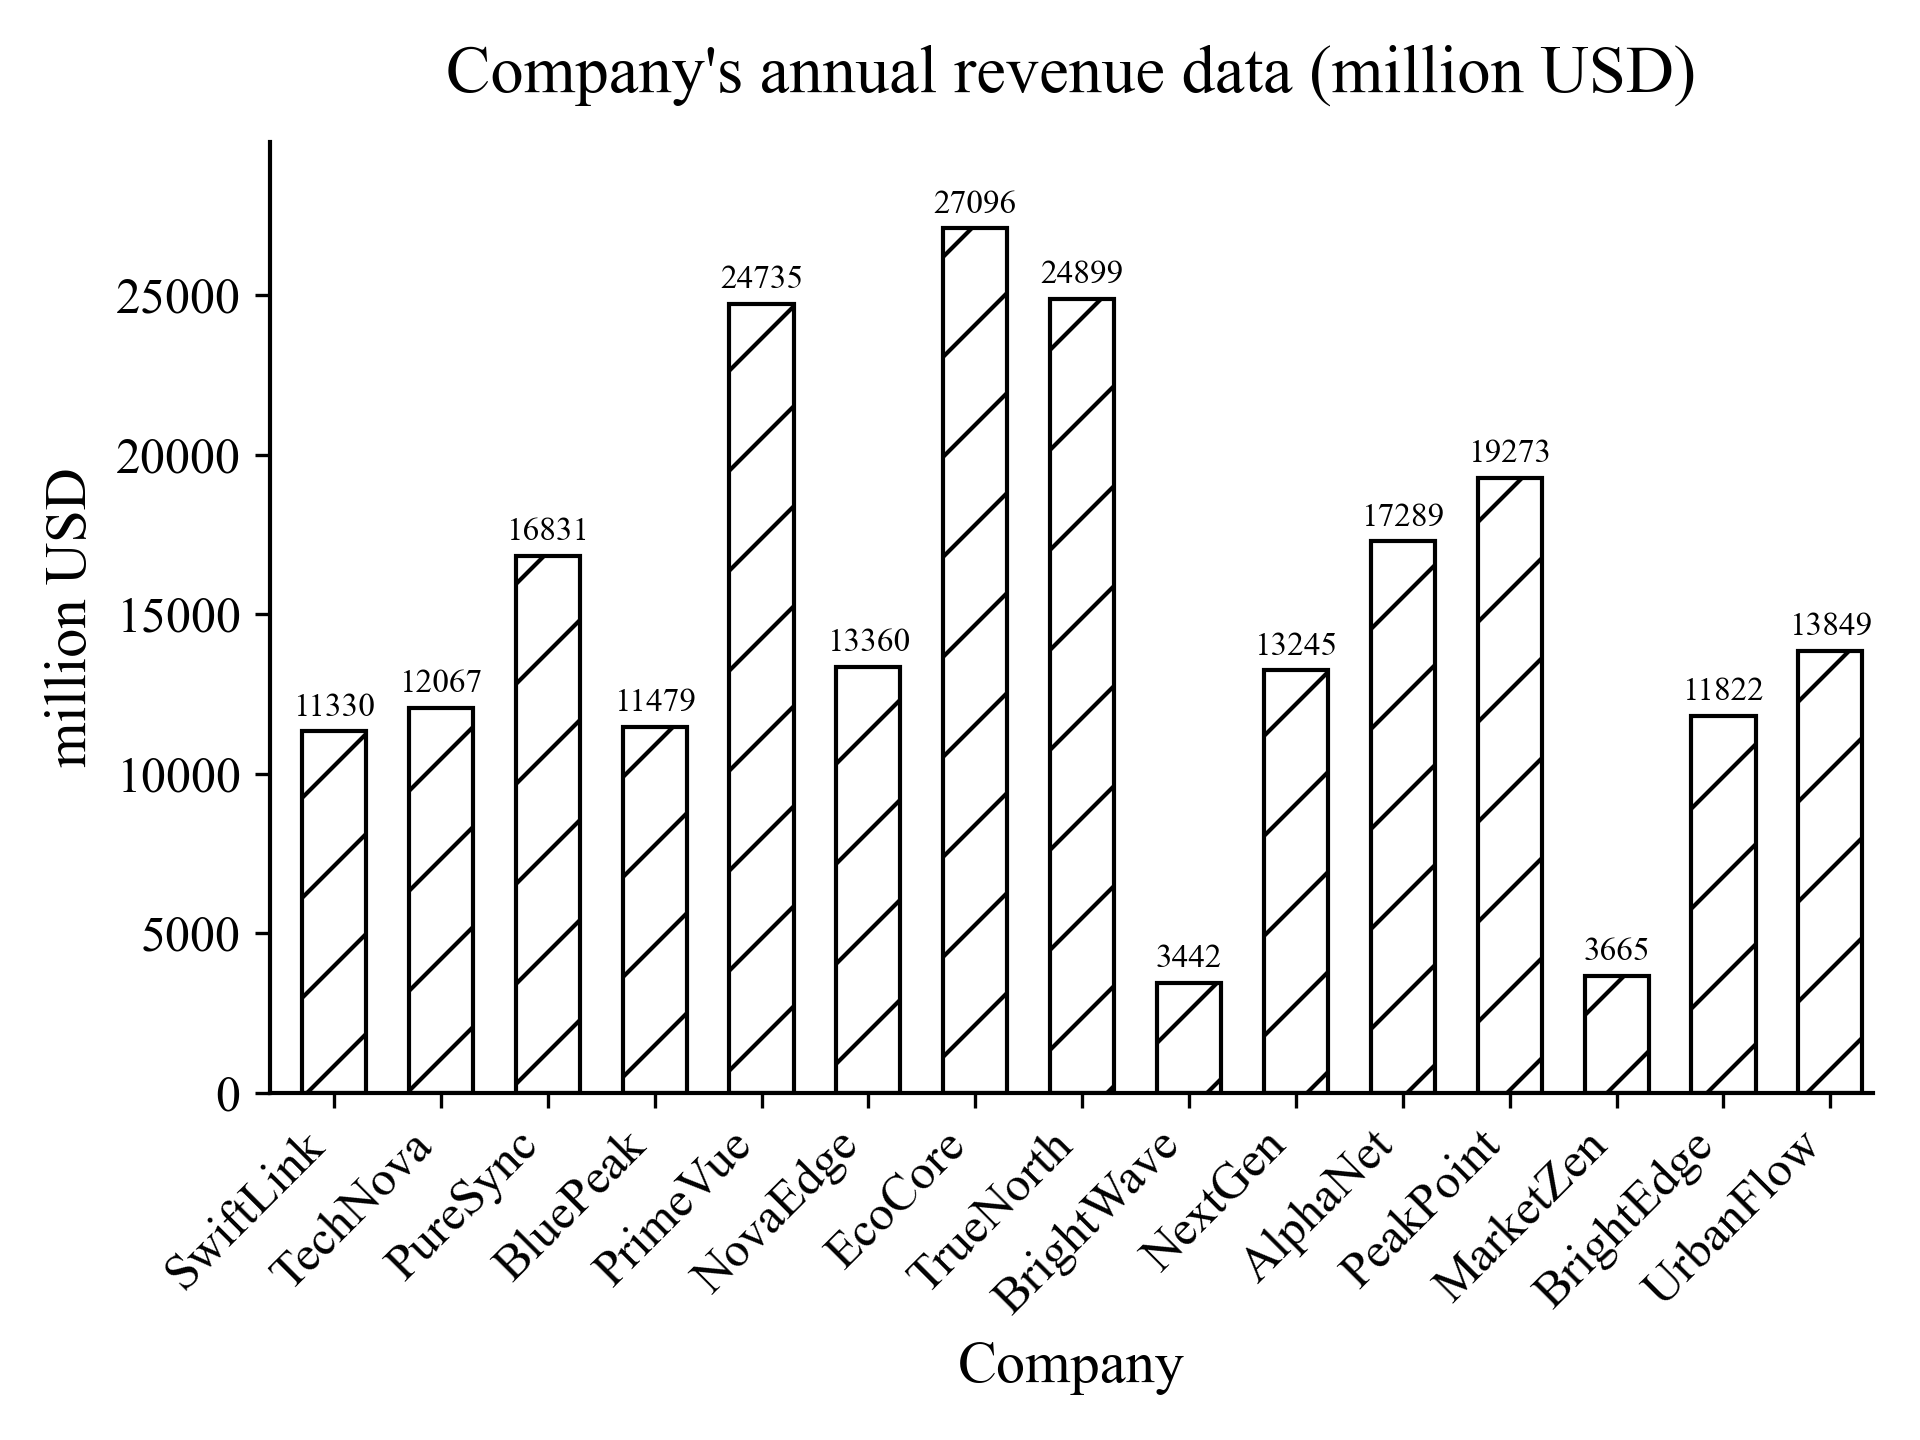 Company's annual revenue data (million USD)
million USD
25000
20000
15000
10000
5000
0
11330
12067
16831
11479
24735
13360
27096
24899
3442
13245
17289
19273
3665
11822
13849
SwiftLink
TechNova
PureSync
BluePeak
PrimeVue
NovaEdge
EcoCore
TrueNorth
BrightWave
NextGen
AlphaNet
PeakPoint
MarketZen
BrightEdge
UrbanFlow
Company